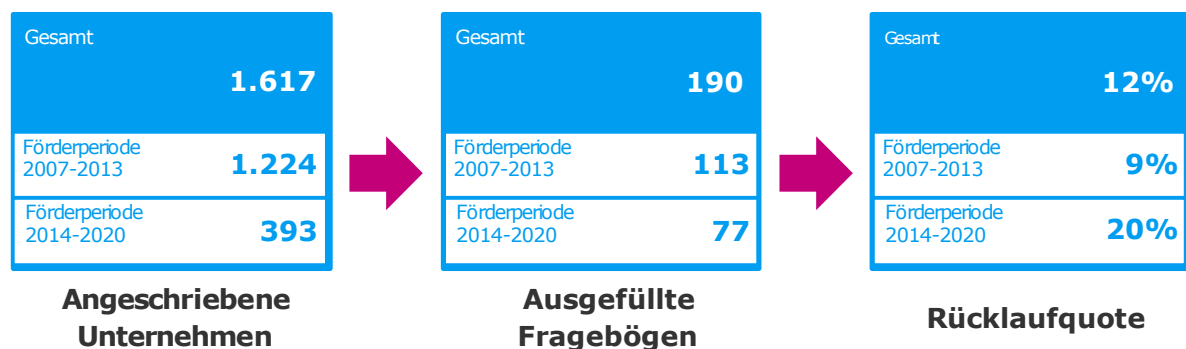 Gesamt
1.617
Förderperiode
2007-2013
1.224
Förderperiode
2014-2020
393
Angeschriebene
Unternehmen
Gesamt
190
Förderperiode
2007-2013
113
Förderperiode
2014-2020
77
Ausgefüllte
Fragebögen
Gesamt
12%
Förderperiode
2007-2013
9%
Förderperiode
2014-2020
20%
Rücklaufquote